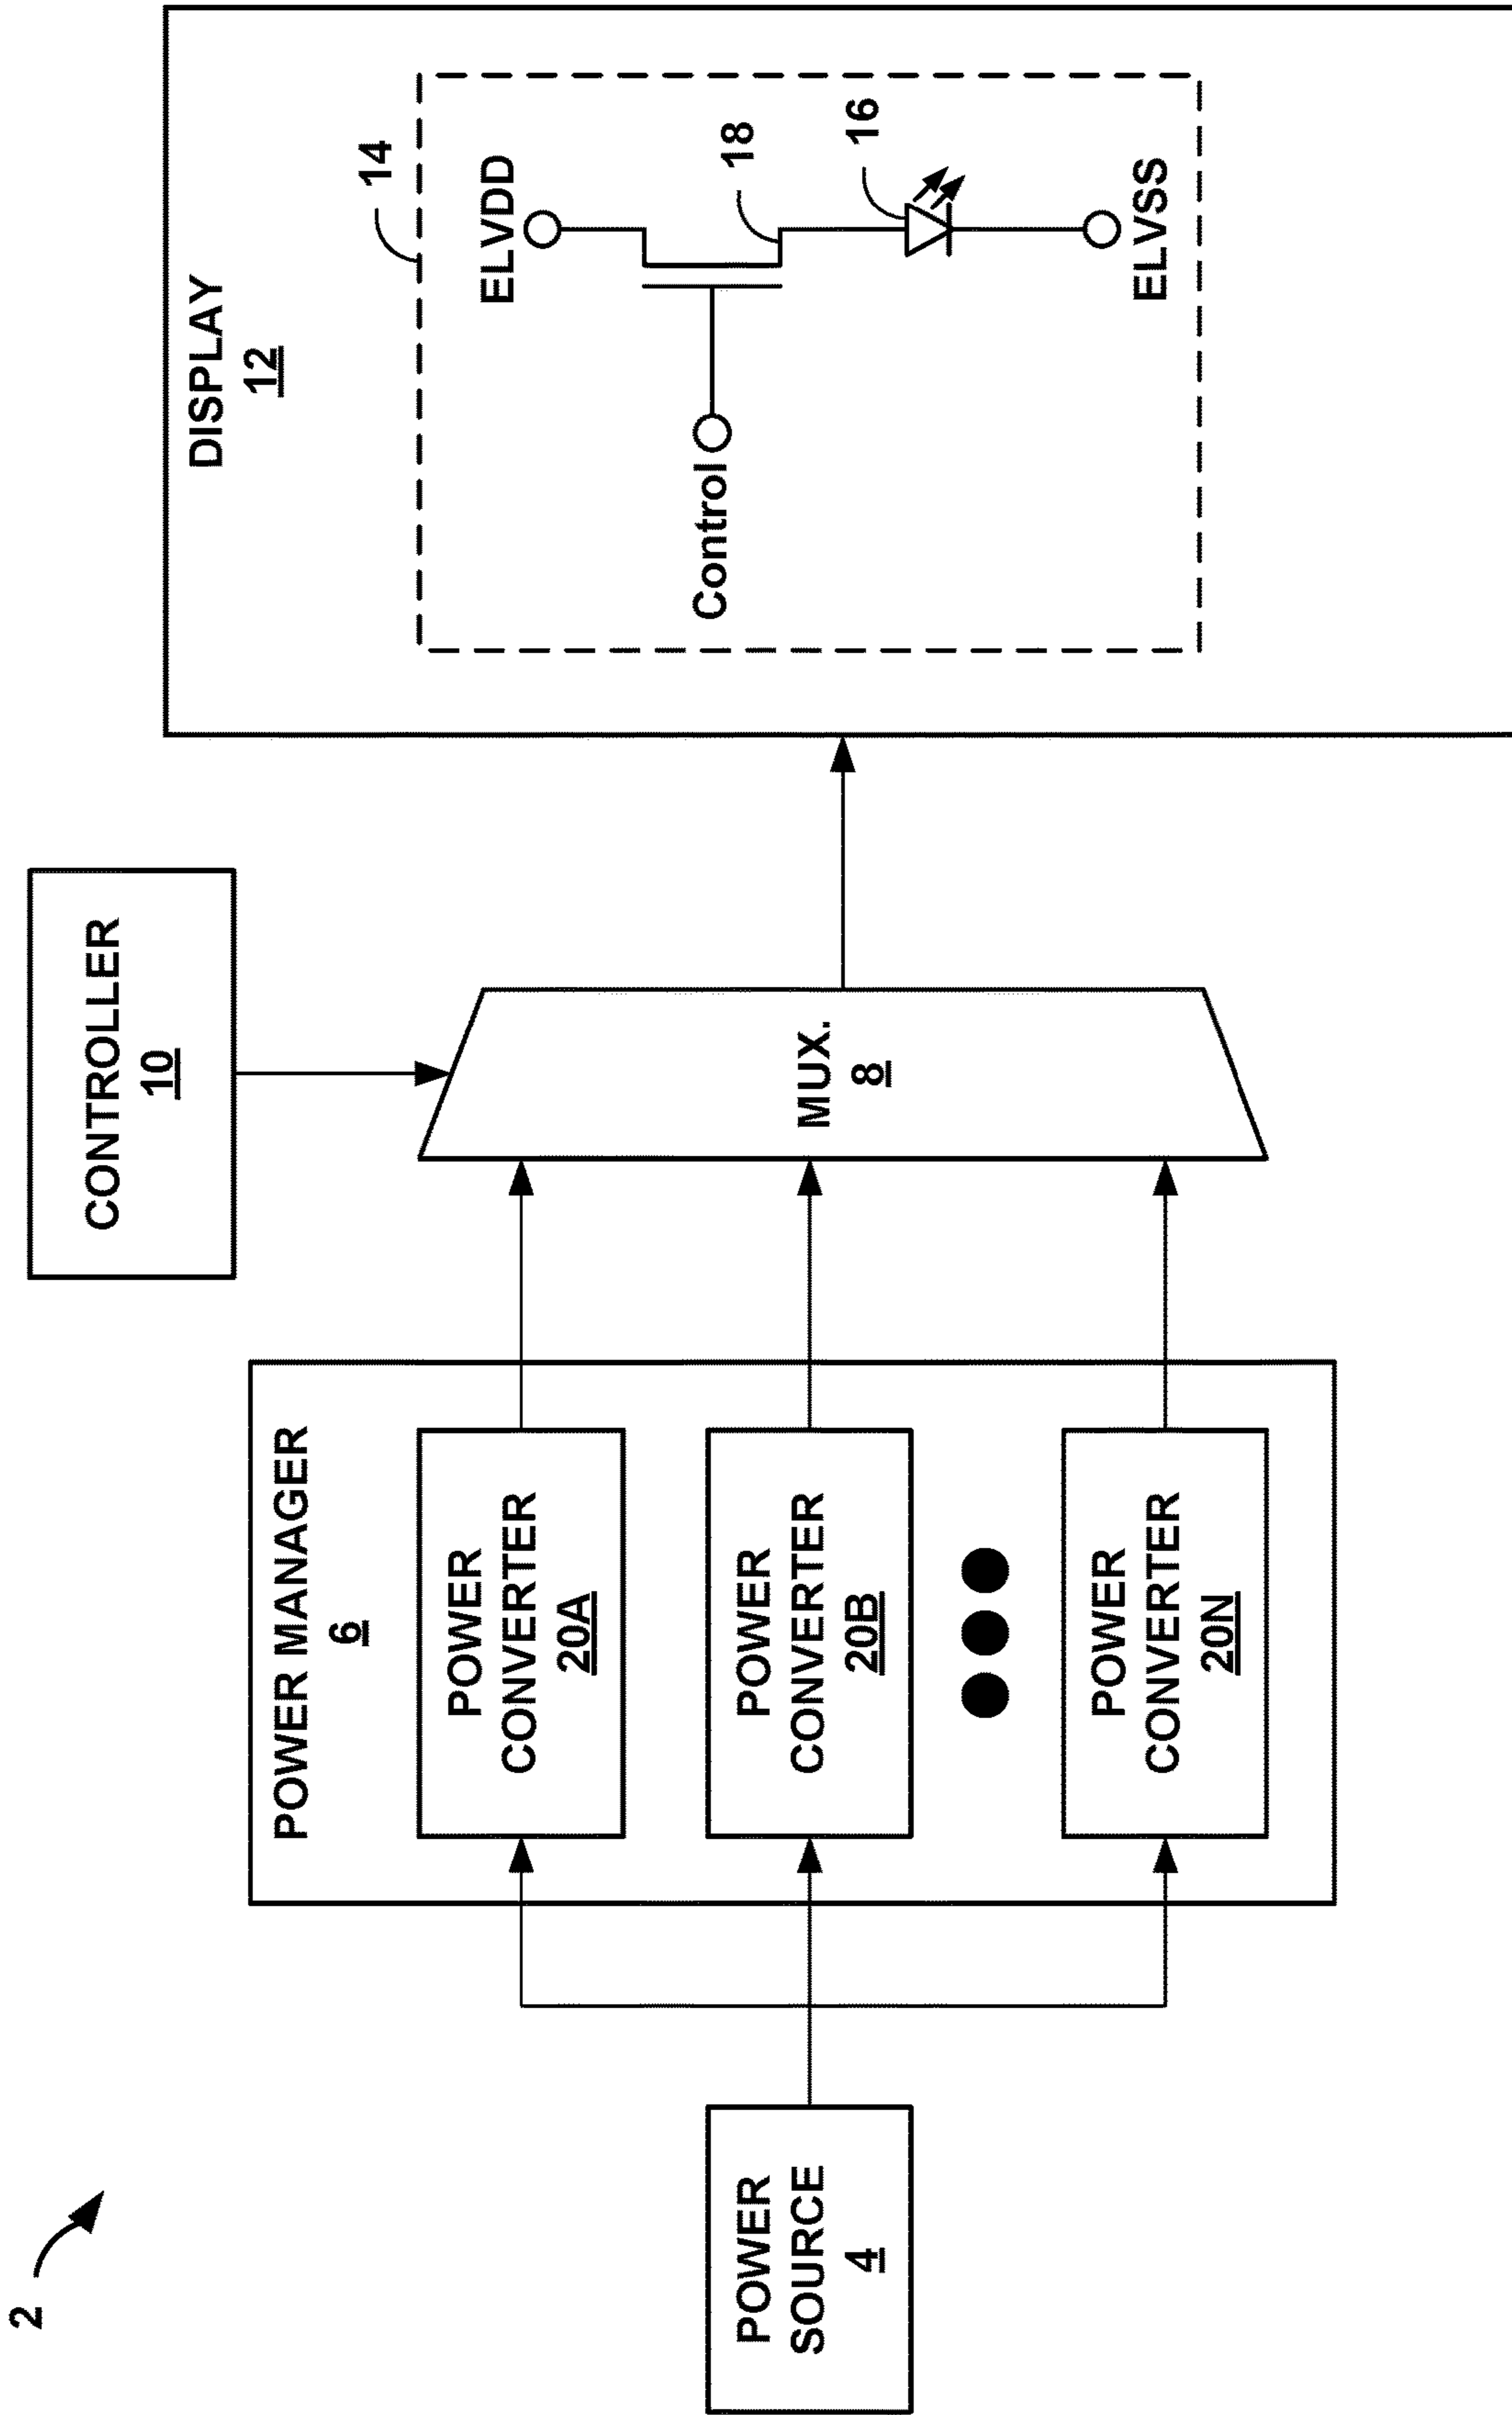 2
POWER
SOURCE
4
POWER MANAGER
6
POWER
CONVERTER
20A
POWER
CONVERTER
20B
POWER
CONVERTER
20N
CONTROLLER
10
MUX.
8
DISPLAY
12
14
ELVDD
18
Control
16
ELVSS